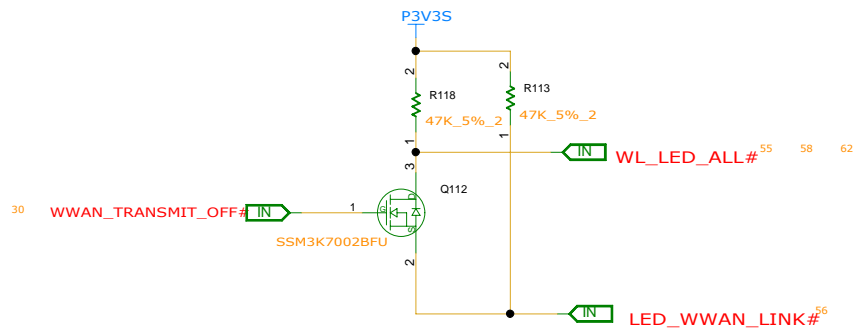 P3V3S
2
2
R118
R113
47K_5%_2
47K_5%_2
1
1
IN
WL_LED_ALL#
55 58 62
3
Q112
D
30
WWAN_TRANSMIT_OFF#
IN
1
G
S
SSM3K7002BFU
2
IN
LED_WWAN_LINK#
56